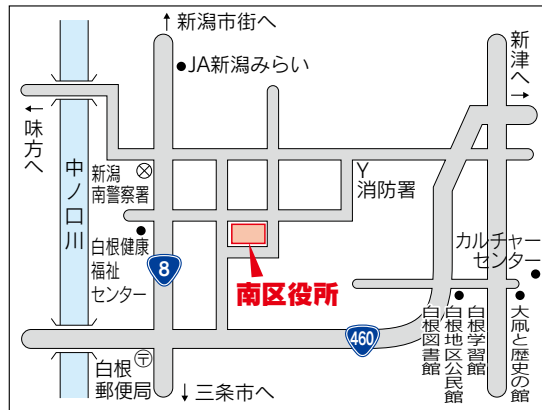 ↑新潟市街へ
●JA新潟みらい
新津へ→
←味方へ
中ノ口川
新潟
南警察署
Y
消防署
白根健康
福祉
センター
8
南区役所
カルチャー
センター
460
白根図書館
白根地区公民館
白根学習館
大凧と歴史の館
白根
郵便局
〒
↓三条市へ